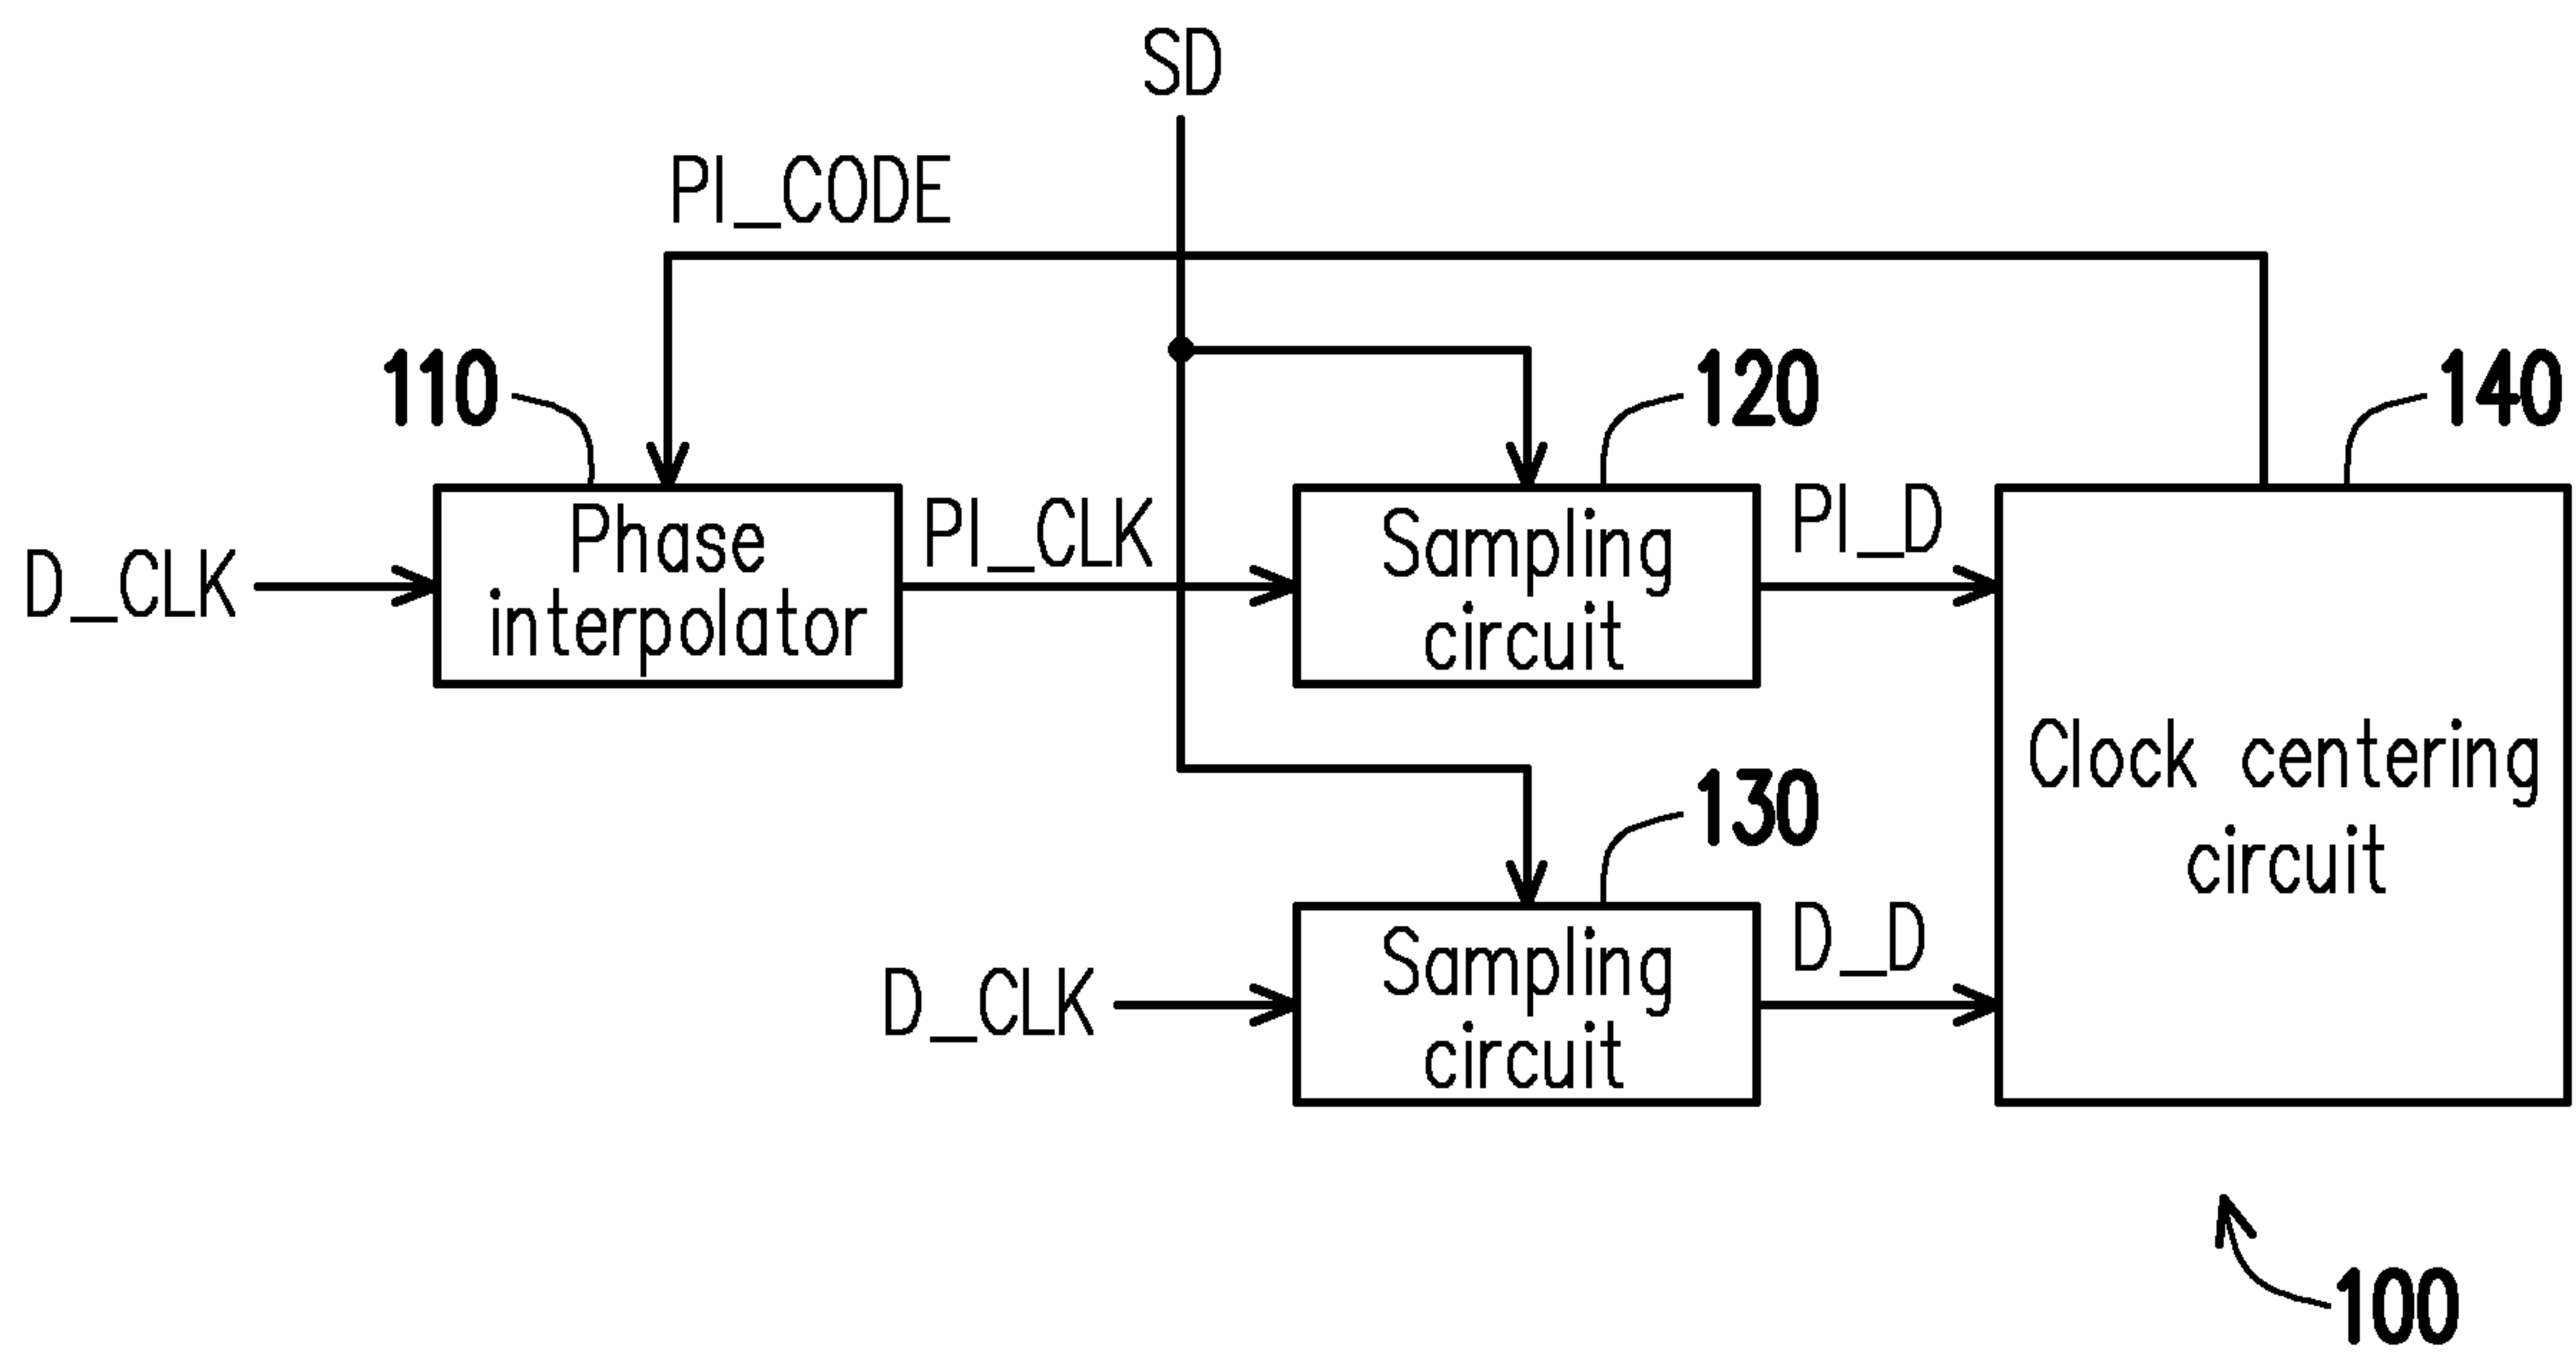 SD
PI_CODE
110
120
140
D_CLK
Phase
interpolator
PI_CLK
Sampling
circuit
PI_D
Clock centering
circuit
130
D_CLK
Sampling
circuit
D_D
100